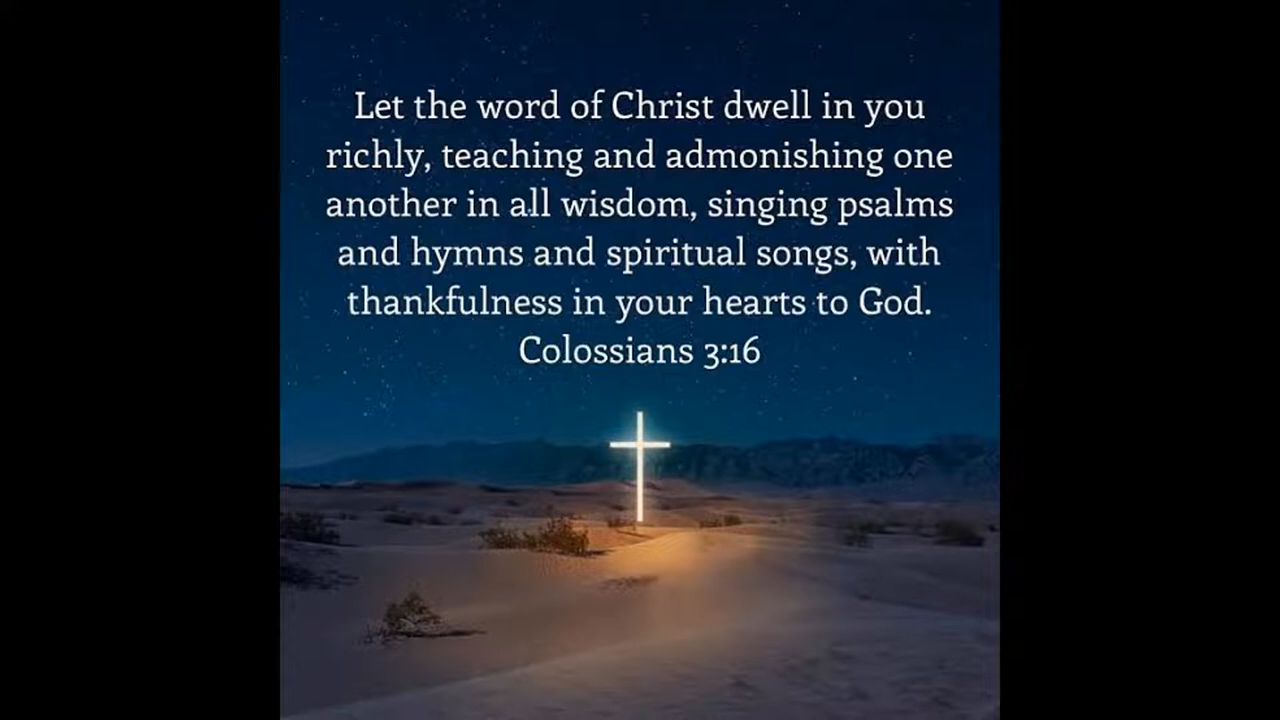 Let the word of Christ dwell in you
richly, teaching and admonishing one
another in all wisdom, singing psalms
and hymns and spiritual songs, with
thankfulness in your hearts to God.
Colossians 3:16